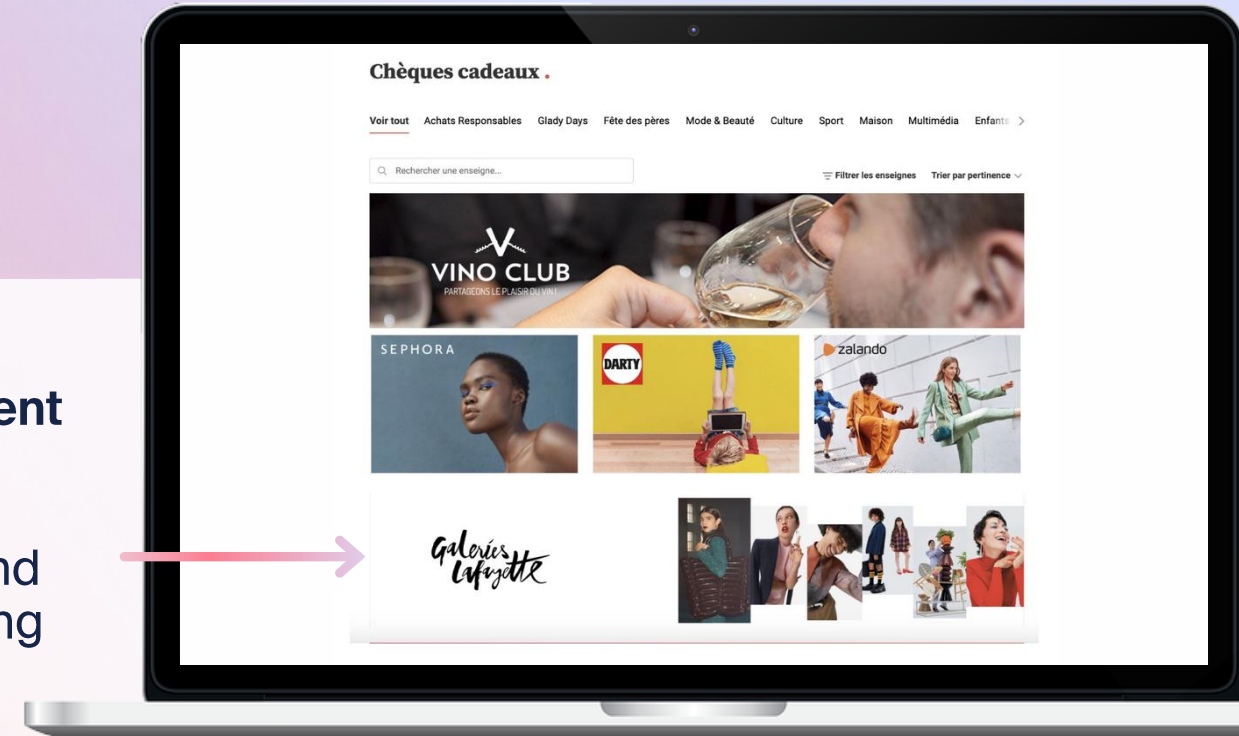 Chèques cadeaux .
Voir tout Achats Responsables Glady Days Fête des pères Mode & Beauté Culture Sport Maison Multimédia Enfants
Rechercher une enseigne...
Filtrer les enseignes Trier par pertinence
VINO CLUB
PARTAGEONS LE PLAISIR DU VIN !
SEPHORA
DARTY
zalando
ent
nd
ng
Galeries
Lafayette